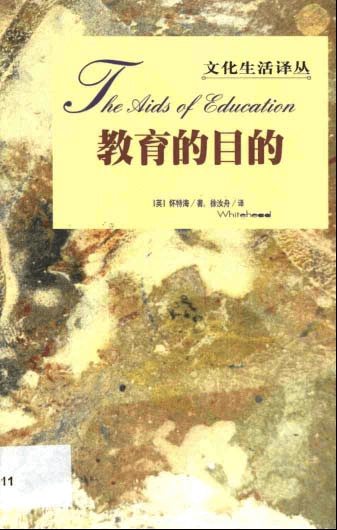 文化生活译丛
The Aids of Education
教育的目的
[英]怀特海/著 徐汝舟/译
Whitehead
11